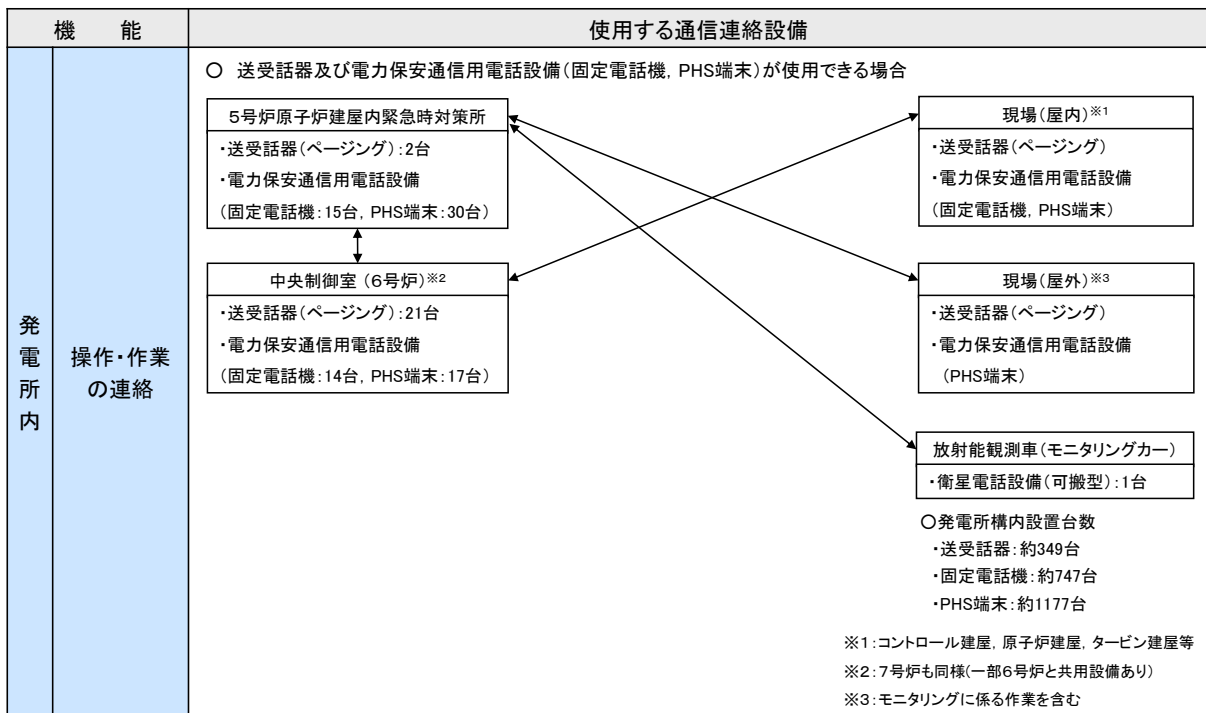 機　　能
使用する通信連絡設備
発電所内
操作・作業
の連絡
○ 送受話器及び電力保安通信用電話設備(固定電話機, PHS端末)が使用できる場合
5号炉原子炉建屋内緊急時対策所
・送受話器(ページング):2台
・電力保安通信用電話設備
(固定電話機:15台, PHS端末:30台)
中央制御室 (6号炉)※2
・送受話器(ページング):21台
・電力保安通信用電話設備
(固定電話機:14台, PHS端末:17台)
現場(屋内)※1
・送受話器(ページング)
・電力保安通信用電話設備
(固定電話機, PHS端末)
現場(屋外)※3
・送受話器(ページング)
・電力保安通信用電話設備
(PHS端末)
放射能観測車(モニタリングカー)
・衛星電話設備(可搬型):1台
○発電所構内設置台数
・送受話器:約349台
・固定電話機:約747台
・PHS端末:約1177台
※1:コントロール建屋, 原子炉建屋, タービン建屋等
※2:7号炉も同様(一部6号炉と共用設備あり)
※3:モニタリングに係る作業を含む